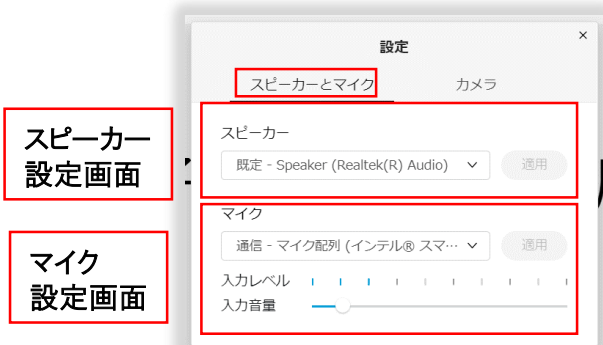 設定
×
スピーカーとマイク カメラ
スピーカー
設定画面
スピーカー
既定 - Speaker (Realtek(R) Audio) 適用
マイク
設定画面
マイク
通信 - マイク配列 (インテル® スマ… 適用
入力レベル
入力音量